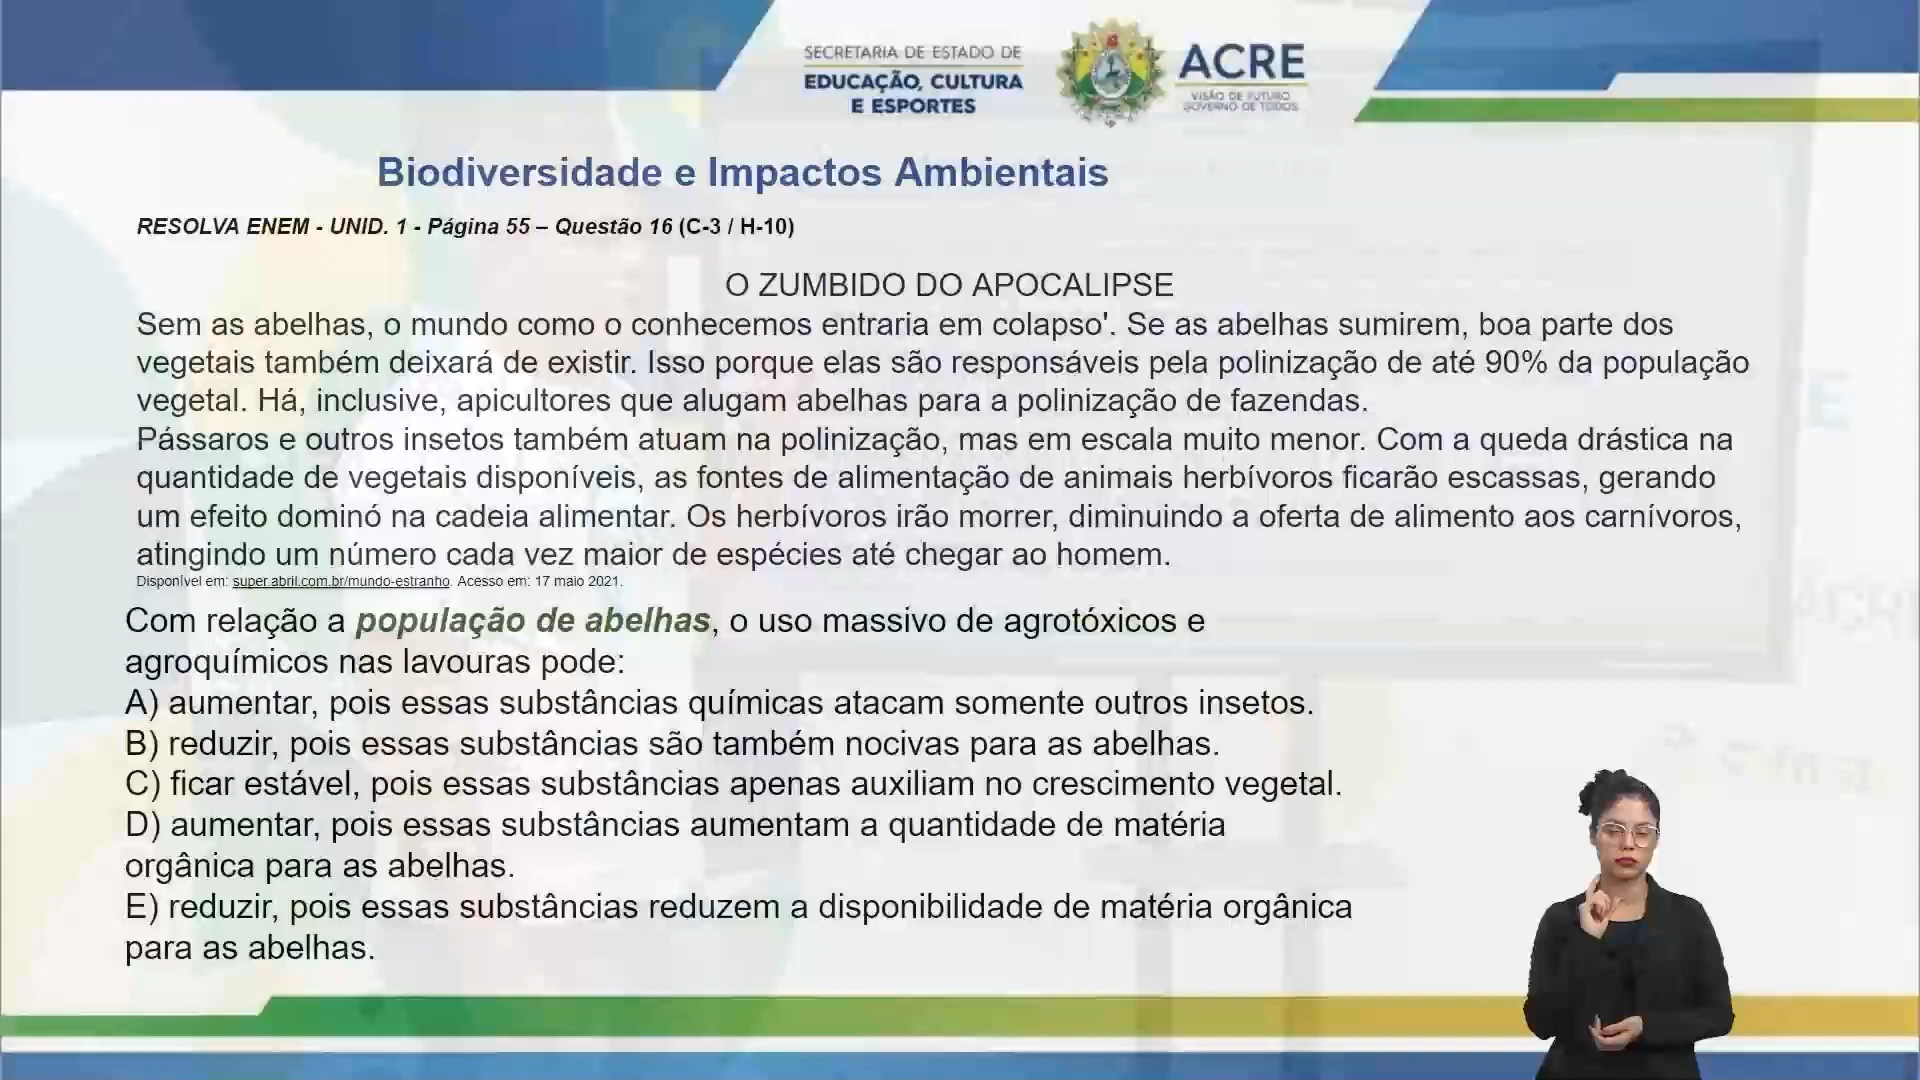 SECRETARIA DE ESTADO DE
EDUCAÇÃO, CULTURA
E ESPORTES
ACRE
VISÃO DE FUTURO
GOVERNO DE TODOS
Biodiversidade e Impactos Ambientais
RESOLVA ENEM - UNID. 1 - Página 55 – Questão 16 (C-3 / H-10)
O ZUMBIDO DO APOCALIPSE
Sem as abelhas, o mundo como o conhecemos entraria em colapso'. Se as abelhas sumirem, boa parte dos
vegetais também deixará de existir. Isso porque elas são responsáveis pela polinização de até 90% da população
vegetal. Há, inclusive, apicultores que alugam abelhas para a polinização de fazendas.
Pássaros e outros insetos também atuam na polinização, mas em escala muito menor. Com a queda drástica na
quantidade de vegetais disponíveis, as fontes de alimentação de animais herbívoros ficarão escassas, gerando
um efeito dominó na cadeia alimentar. Os herbívoros irão morrer, diminuindo a oferta de alimento aos carnívoros,
atingindo um número cada vez maior de espécies até chegar ao homem.
Disponível em: super.abril.com.br/mundo-estranho. Acesso em: 17 maio 2021.
Com relação a população de abelhas, o uso massivo de agrotóxicos e
agroquímicos nas lavouras pode:
A) aumentar, pois essas substâncias químicas atacam somente outros insetos.
B) reduzir, pois essas substâncias são também nocivas para as abelhas.
C) ficar estável, pois essas substâncias apenas auxiliam no crescimento vegetal.
D) aumentar, pois essas substâncias aumentam a quantidade de matéria
orgânica para as abelhas.
E) reduzir, pois essas substâncias reduzem a disponibilidade de matéria orgânica
para as abelhas.